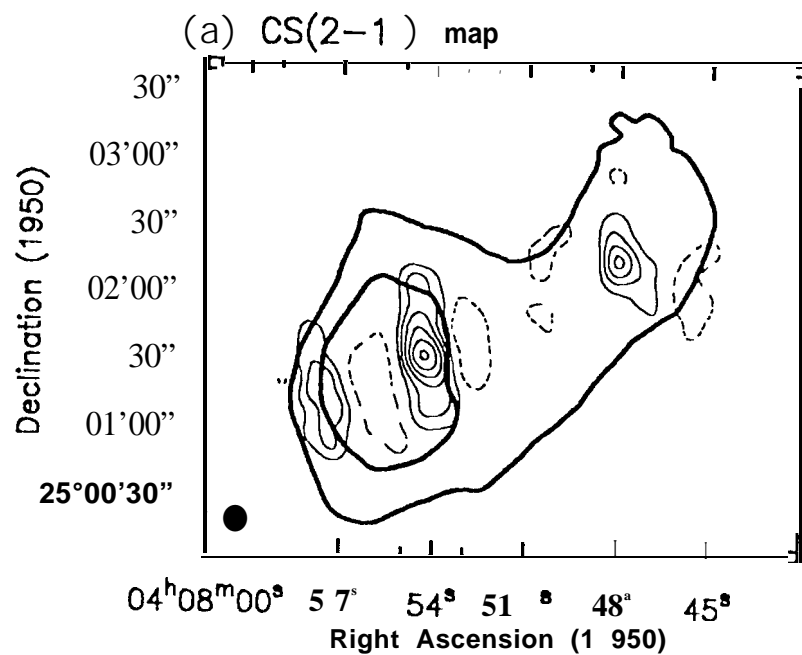 (a) CS(2-1 ) map
30”
03’00”
30”
02’00”
30”
01’00”
25°00’30”
Declination (1950)
04ʰ08ᵐ00ˢ 5 7ˢ 54ˢ 51 ˢ 48ᵃ 45ˢ
Right Ascension (1 950)